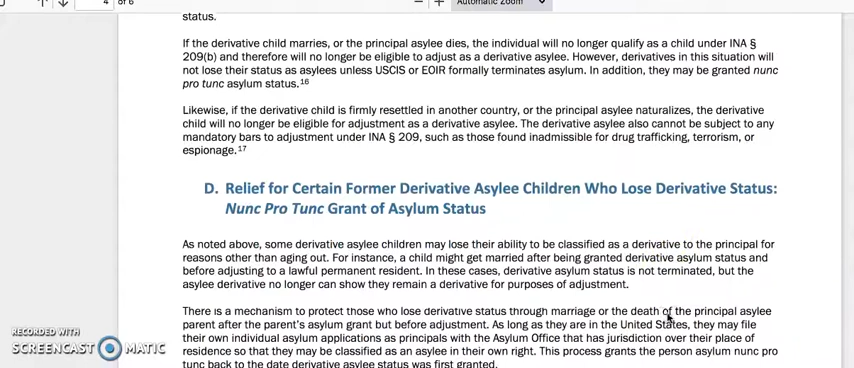 4 of 6
Automatic Zoom
status.
If the derivative child marries, or the principal asylee dies, the individual will no longer qualify as a child under INA §
209(b) and therefore will no longer be eligible to adjust as a derivative asylee. However, derivatives in this situation will
not lose their status as asylees unless USCIS or EOIR formally terminates asylum. In addition, they may be granted nunc
pro tunc asylum status.16
Likewise, if the derivative child is firmly resettled in another country, or the principal asylee naturalizes, the derivative
child will no longer be eligible for adjustment as a derivative asylee. The derivative asylee also cannot be subject to any
mandatory bars to adjustment under INA § 209, such as those found inadmissible for drug trafficking, terrorism, or
espionage.17
D. Relief for Certain Former Derivative Asylee Children Who Lose Derivative Status:
Nunc Pro Tunc Grant of Asylum Status
As noted above, some derivative asylee children may lose their ability to be classified as a derivative to the principal for
reasons other than aging out. For instance, a child might get married after being granted derivative asylum status and
before adjusting to a lawful permanent resident. In these cases, derivative asylum status is not terminated, but the
asylee derivative no longer can show they remain a derivative for purposes of adjustment.
There is a mechanism to protect those who lose derivative status through marriage or the death of the principal asylee
parent after the parent's asylum grant but before adjustment. As long as they are in the United States, they may file
their own individual asylum applications as principals with the Asylum Office that has jurisdiction over their place of
residence so that they may be classified as an asylee in their own right. This process grants the person asylum nunc pro
tunc back to the date derivative asylee status was first granted.
RECORDED WITH
SCREENCAST MATIC